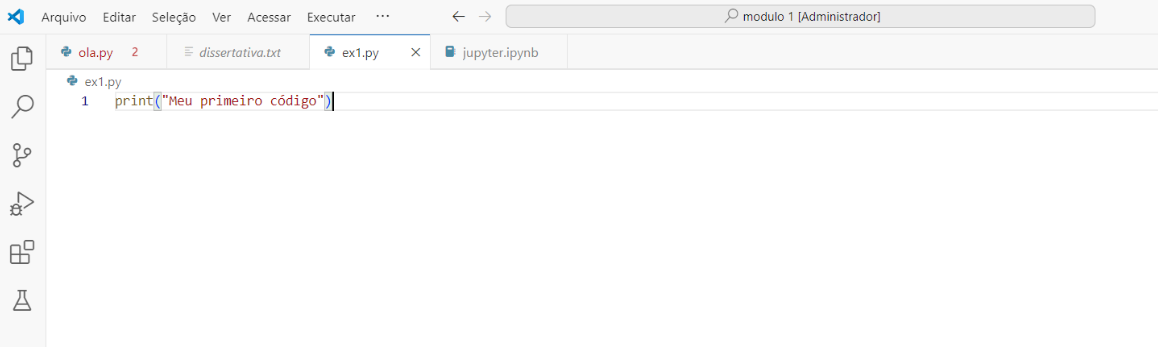 Arquivo Editar Seleção Ver Acessar Executar ··· modulo 1 [Administrador]
ola.py 2 dissertativa.txt ex1.py jupyter.ipynb
ex1.py
1 print("Meu primeiro código")